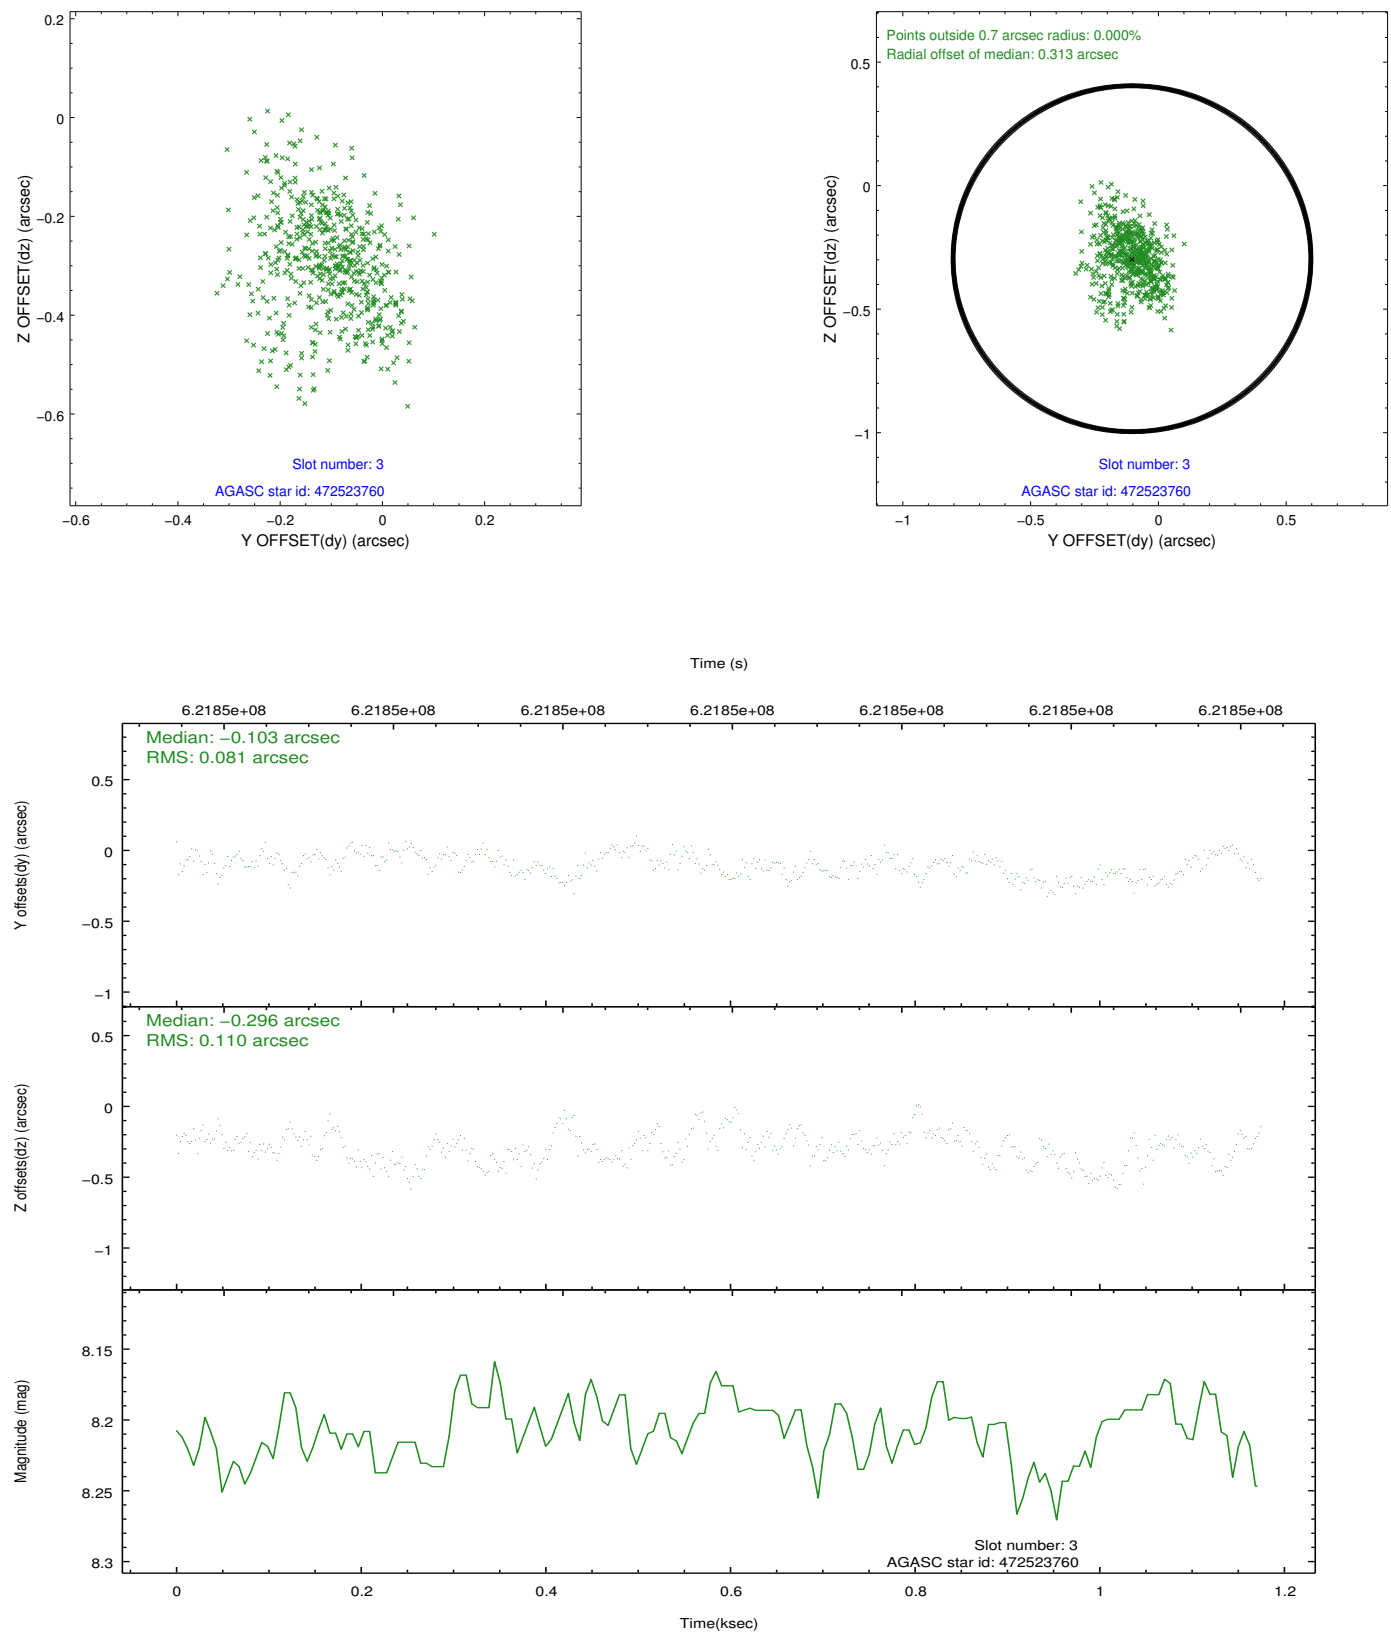 0.2
0
−0.2
−0.4
−0.6
Z OFFSET(dz) (arcsec)
Slot number: 3
AGASC star id: 472523760
−0.6
−0.4
−0.2
0
0.2
Y OFFSET(dy) (arcsec)
Points outside 0.7 arcsec radius: 0.000%
Radial offset of median: 0.313 arcsec
0.5
0
−0.5
−1
Z OFFSET(dz) (arcsec)
Slot number: 3
AGASC star id: 472523760
−1
−0.5
0
0.5
Y OFFSET(dy) (arcsec)
Time (s)
6.2185e+08
6.2185e+08
6.2185e+08
6.2185e+08
6.2185e+08
6.2185e+08
6.2185e+08
Median: −0.103 arcsec
RMS: 0.081 arcsec
0.5
0
−0.5
−1
Y offsets(dy) (arcsec)
Median: −0.296 arcsec
RMS: 0.110 arcsec
0.5
0
−0.5
−1
Z offsets(dz) (arcsec)
8.15
8.2
8.25
8.3
Magnitude (mag)
Slot number: 3
AGASC star id: 472523760
0
0.2
0.4
0.6
0.8
1
1.2
Time(ksec)